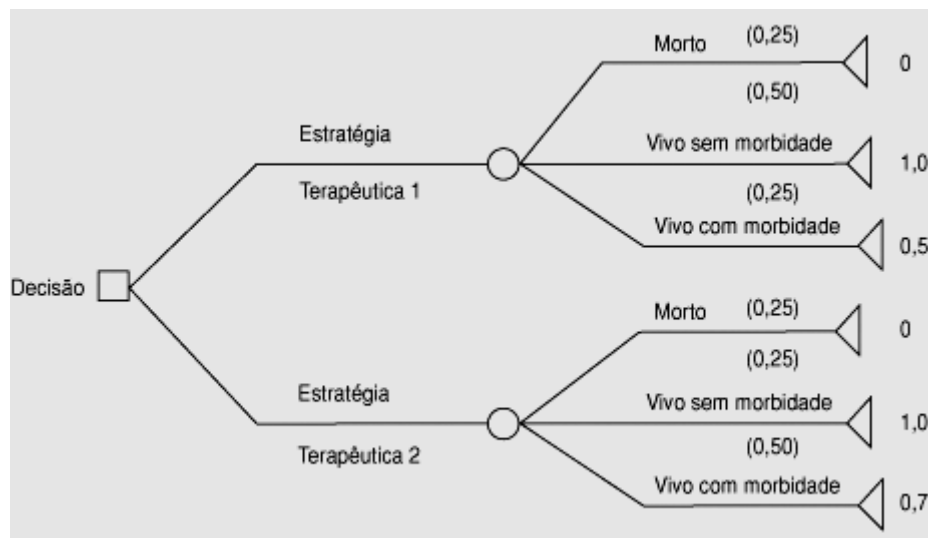 Morto (0,25) 0
(0,50)
Estratégia
Vivo sem morbidade 1,0
Terapêutica 1
(0,25)
Vivo com morbidade 0,5
Decisão
Morto (0,25) 0
(0,25)
Estratégia
Vivo sem morbidade 1,0
Terapêutica 2
(0,50)
Vivo com morbidade 0,7